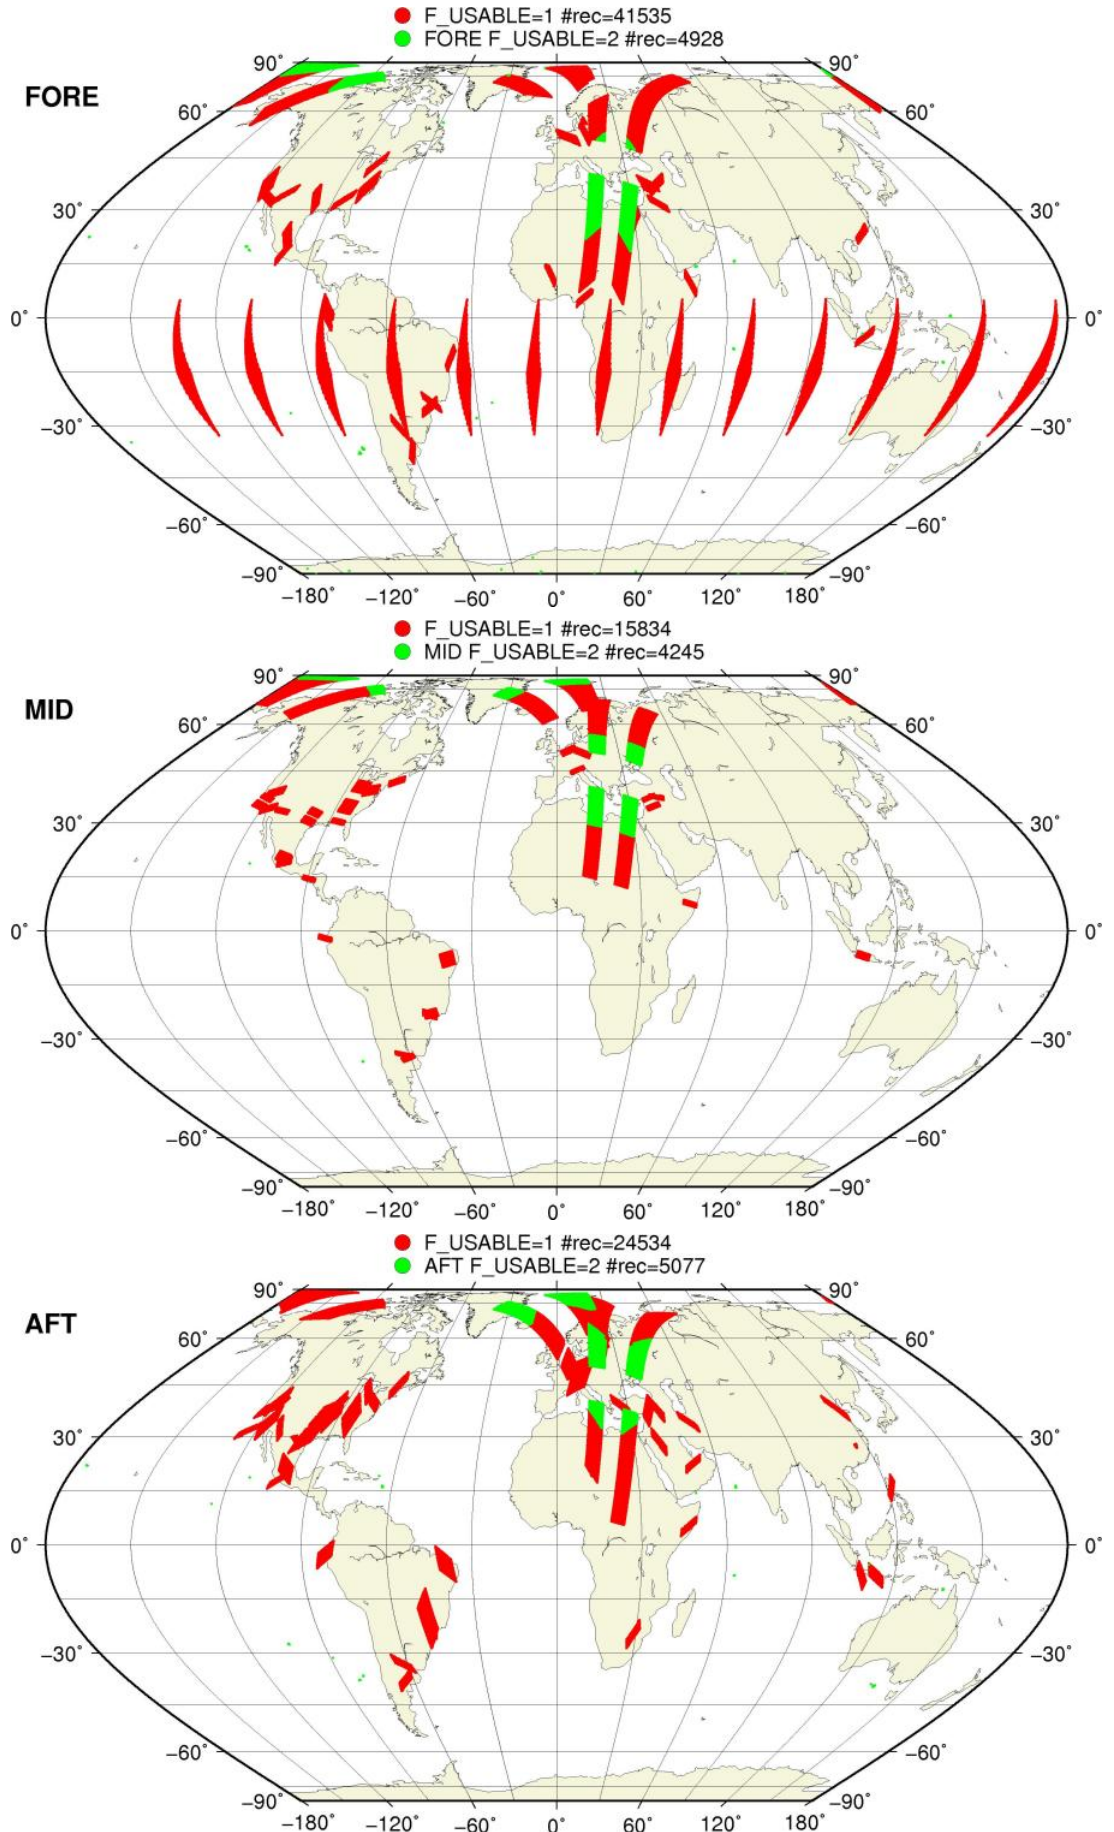 F_USABLE=1 #rec=41535
FORE F_USABLE=2 #rec=4928
FORE
90° 90°
60° 60°
30° 30°
0° 0°
−30° −30°
−60° −60°
−90° −90°
−180° −120° −60° 0° 60° 120° 180°
F_USABLE=1 #rec=15834
MID F_USABLE=2 #rec=4245
MID
90° 90°
60° 60°
30° 30°
0° 0°
−30° −30°
−60° −60°
−90° −90°
−180° −120° −60° 0° 60° 120° 180°
F_USABLE=1 #rec=24534
AFT F_USABLE=2 #rec=5077
AFT
90° 90°
60° 60°
30° 30°
0° 0°
−30° −30°
−60° −60°
−90° −90°
−180° −120° −60° 0° 60° 120° 180°